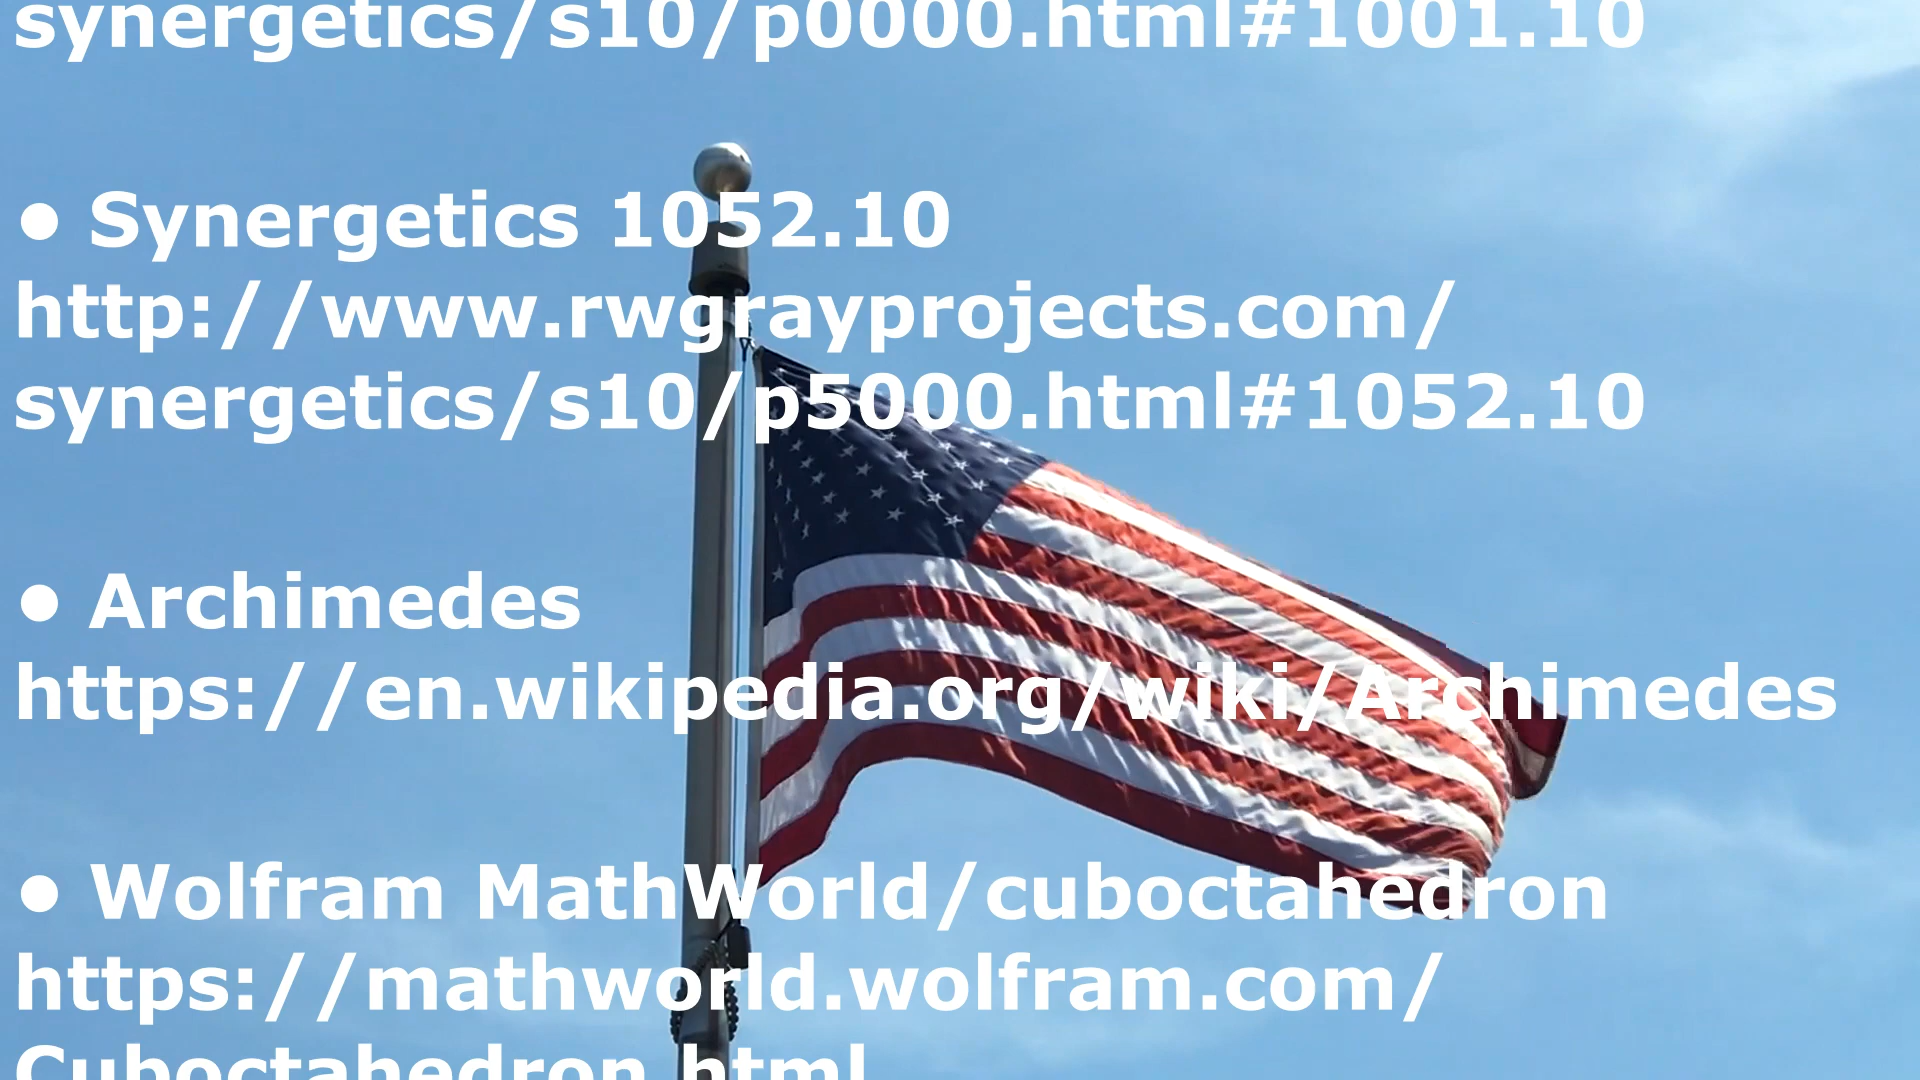 synergetics/s10/p0000.html#1001.10
● Synergetics 1052.10
http://www.rwgrayprojects.com/
synergetics/s10/p5000.html#1052.10
● Archimedes
https://en.wikipedia.org/wiki/Archimedes
● Wolfram MathWorld/cuboctahedron
https://mathworld.wolfram.com/
Cuboctahedron.html